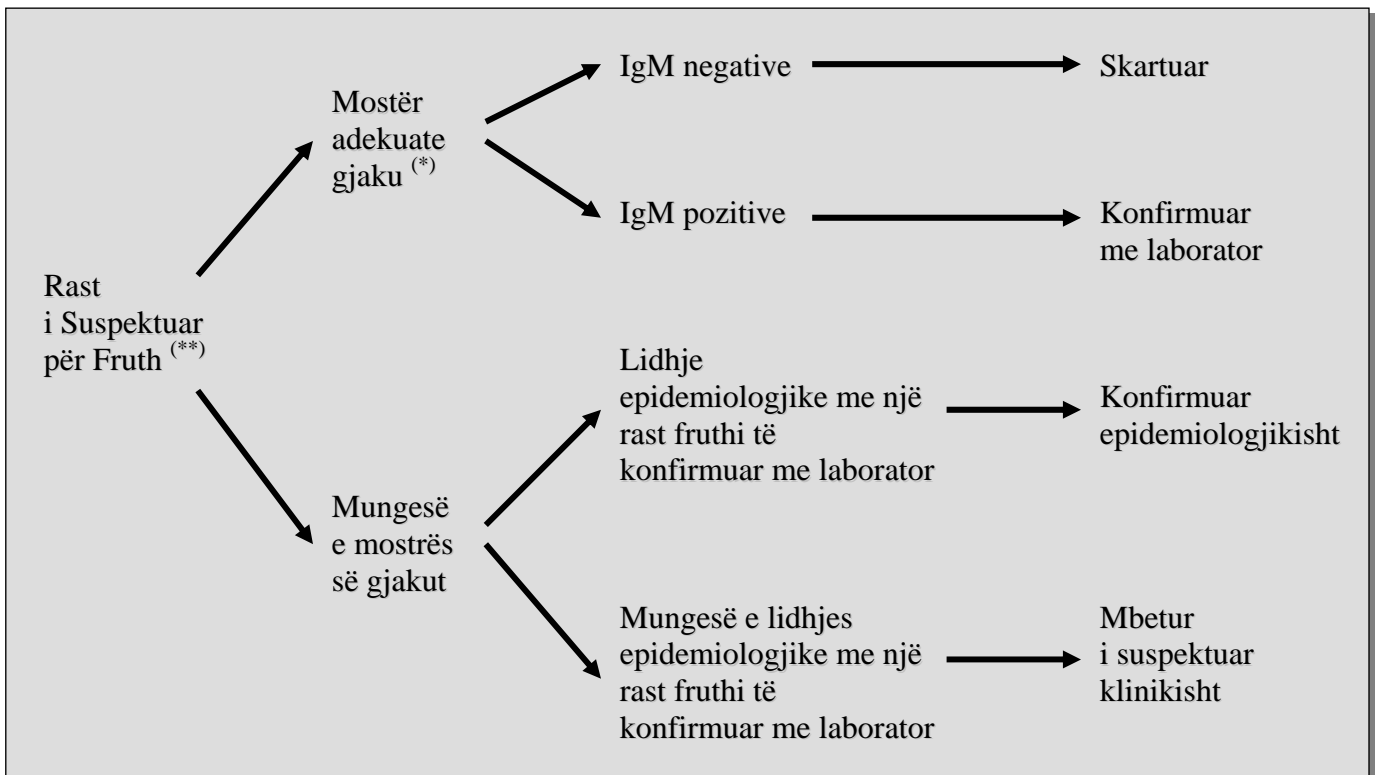 Rast
i Suspektuar
për Fruth (**)
Mostër
adekuate
gjaku (*)
IgM negative
Skartuar
IgM pozitive
Konfirmuar
me laborator
Mungesë
e mostrës
së gjakut
Lidhje
epidemiologjike me një
rast fruthi të
konfirmuar me laborator
Konfirmuar
epidemiologjikisht
Mungesë e lidhjes
epidemiologjike me një
rast fruthi të
konfirmuar me laborator
Mbetur
i suspektuar
klinikisht